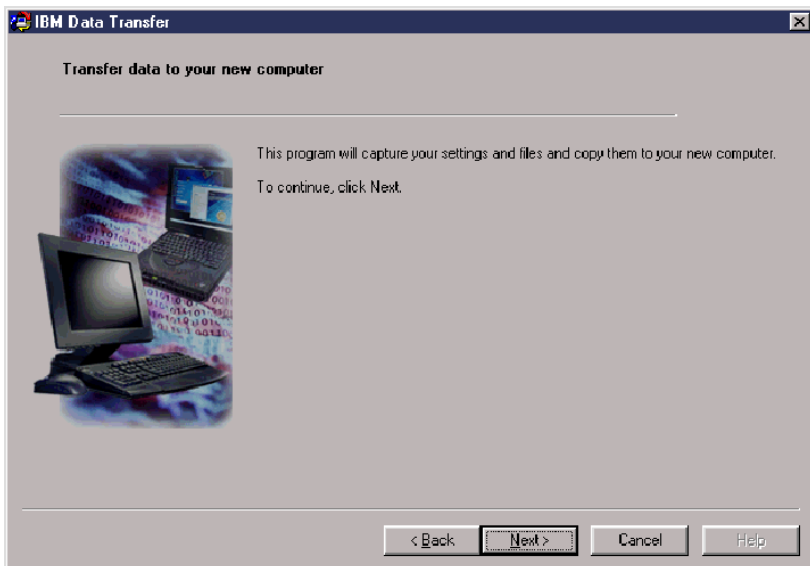 IBM Data Transfer
Transfer data to your new computer
This program will capture your settings and files and copy them to your new computer.
To continue, click Next.
< Back
Next >
Cancel
Help